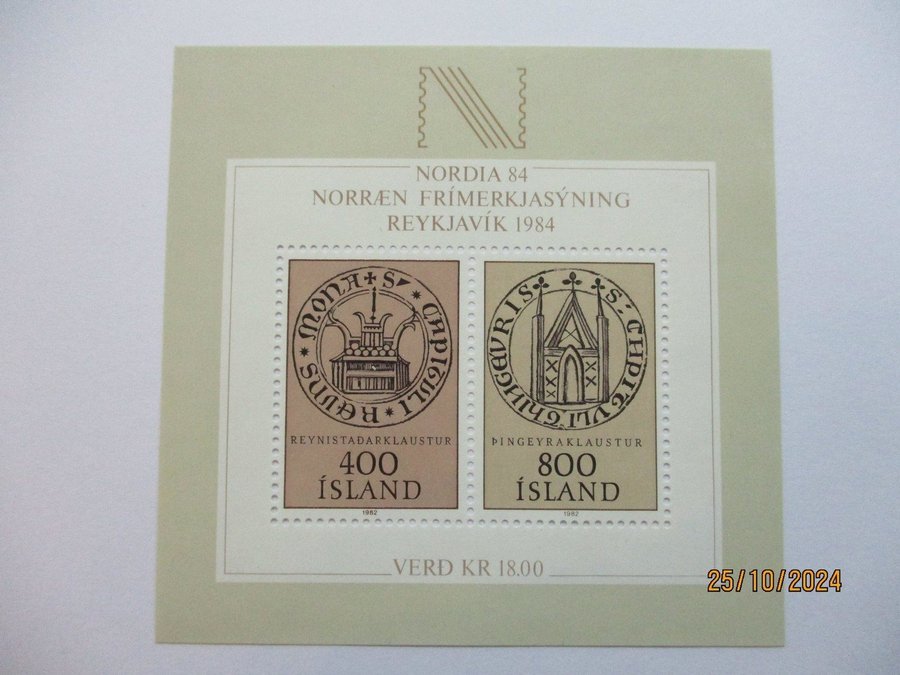 NORDIA 84
NORRÆN FRÍMERKJASÝNING
REYKJAVÍK 1984
REYNISTAÐARKLAUSTUR
400
ÍSLAND
1982
ÞINGEYRAKLAUSTUR
800
ÍSLAND
1982
VERÐ KR 18.00
25/10/2024